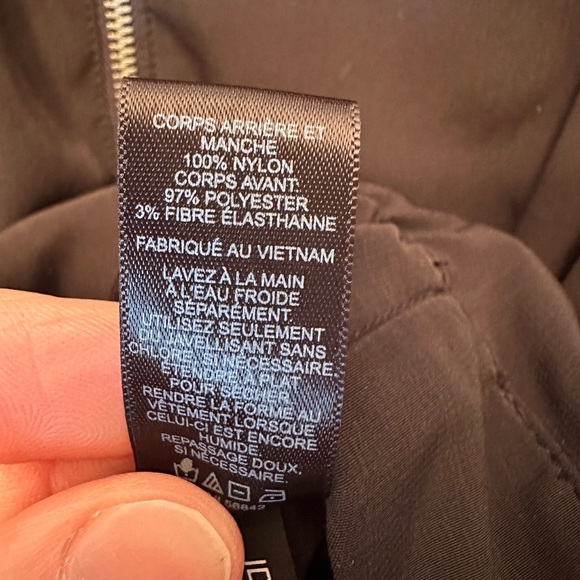 CORPS ARRIÈRE ET
MANCHE
100% NYLON
CORPS AVANT:
97% POLYESTER
3% FIBRE ÉLASTHANNE
FABRIQUÉ AU VIETNAM
LAVEZ À LA MAIN
À L'EAU FROIDE
SÉPARÉMENT.
UTILISEZ SEULEMENT
JAVELLISANT SANS
CHLORE, SI NÉCESSAIRE.
ÉTENDRE À PLAT
POUR SÉCHER
RENDRE LA FORME AU
VÊTEMENT LORSQUE
CELUI-CI EST ENCORE
HUMIDE.
REPASSAGE DOUX,
SI NÉCESSAIRE.